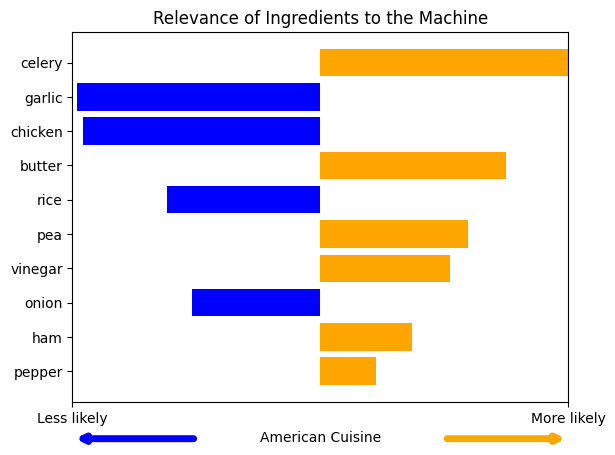 Relevance of Ingredients to the Machine
celery
garlic
chicken
butter
rice
pea
vinegar
onion
ham
pepper
Less likely More likely
American Cuisine